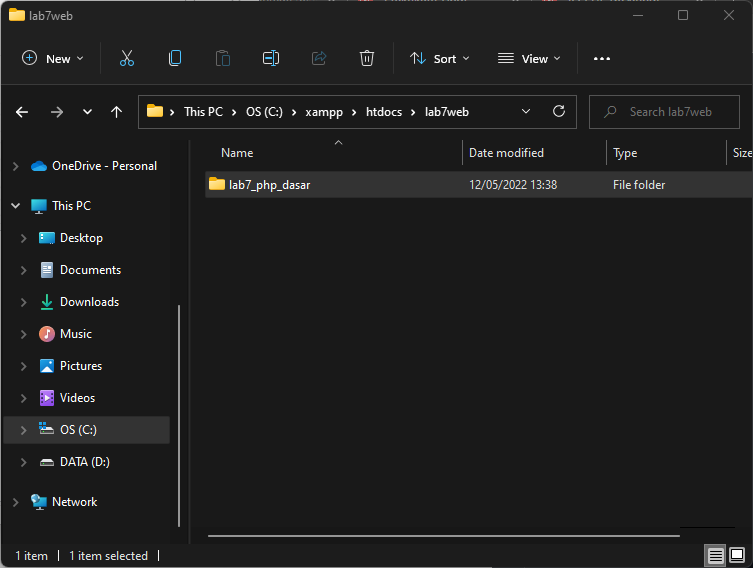 lab7web
New
Sort
View
This PC
OS (C:)
xampp
htdocs
lab7web
Search lab7web
OneDrive - Personal
This PC
Desktop
Documents
Downloads
Music
Pictures
Videos
OS (C:)
DATA (D:)
Network
Name
Date modified
Type
Size
lab7_php_dasar
12/05/2022 13:38
File folder
1 item
1 item selected